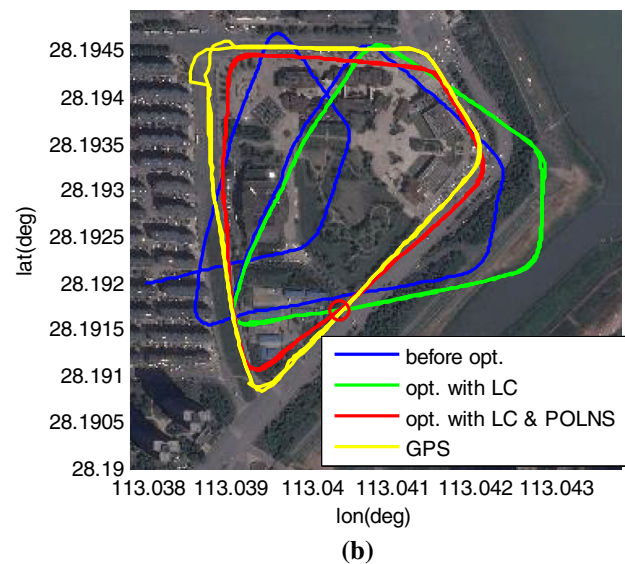 28.1945
28.194
28.1935
28.193
28.1925
28.192
28.1915
28.191
28.1905
28.19
lat(deg)
before opt.
opt. with LC
opt. with LC & POLNS
GPS
113.038 113.039 113.04 113.041 113.042 113.043
lon(deg)
(b)